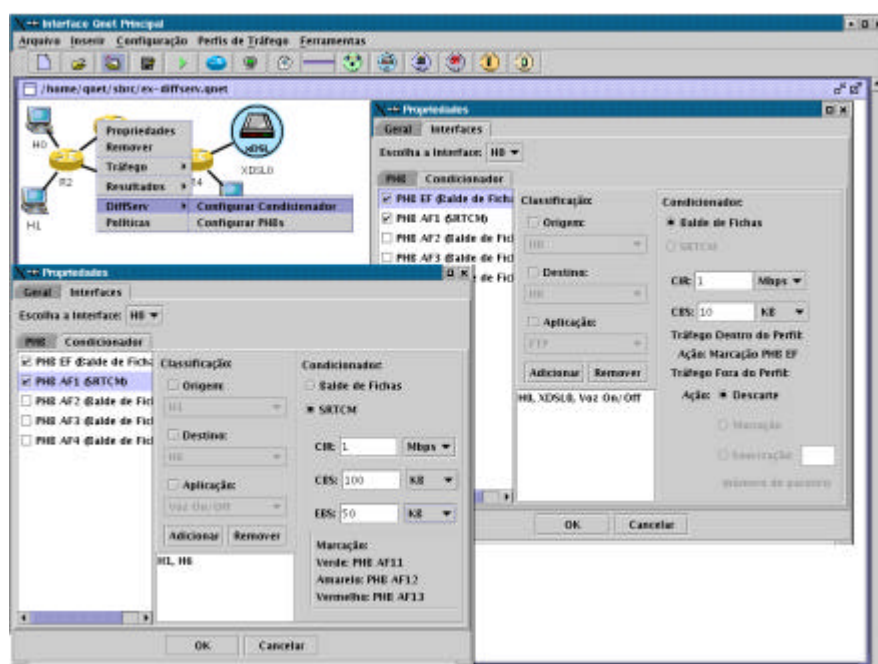 Interface Qnet Principal
Arquivo Inserir Configuração Perfis de Tráfego Ferramentas
/home/qnet/sbrc/ex-diffserv.qnet
H0
R2
H1
XDSL
XDSL0
Propriedades
Remover
Tráfego
Resultados
DiffServ
Políticas
Configurar Condicionador
Configurar PHBs
Propriedades
Geral Interfaces
Escolha a Interface: H0
PHB Condicionador
PHB EF (Balde de Fichas
PHB AF1 (SRTCM)
PHB AF2 (Balde de Fic
PHB AF3 (Balde de Fic
de Fic
Classificação:
Origem:
H0
Destino:
H0
Aplicação:
FTP
Adicionar Remover
H0, XDSL0, Voz On/Off
Condicionador:
Balde de Fichas
SRTCM
CIR: 1 Mbps
CBS: 10 KB
Tráfego Dentro do Perfil:
Ação: Marcação PHB EF
Tráfego Fora do Perfil:
Ação: Descarte
Marcação
OK Cancelar
Propriedades
Geral Interfaces
Escolha a Interface: H0
PHB Condicionador
PHB EF (Balde de Ficha
PHB AF1 (SRTCM)
PHB AF2 (Balde de Fic
PHB AF3 (Balde de Fic
PHB AF4 (Balde de Fic
Classificação:
Origem:
H1
Destino:
H6
Aplicação:
Voz On/Off
Adicionar Remover
H1, H6
Condicionador:
Balde de Fichas
SRTCM
CIR: 1 Mbps
CBS: 100 KB
EBS: 50 KB
Marcação:
Verde: PHB AF11
Amarelo: PHB AF12
Vermelho: PHB AF13
OK Cancelar